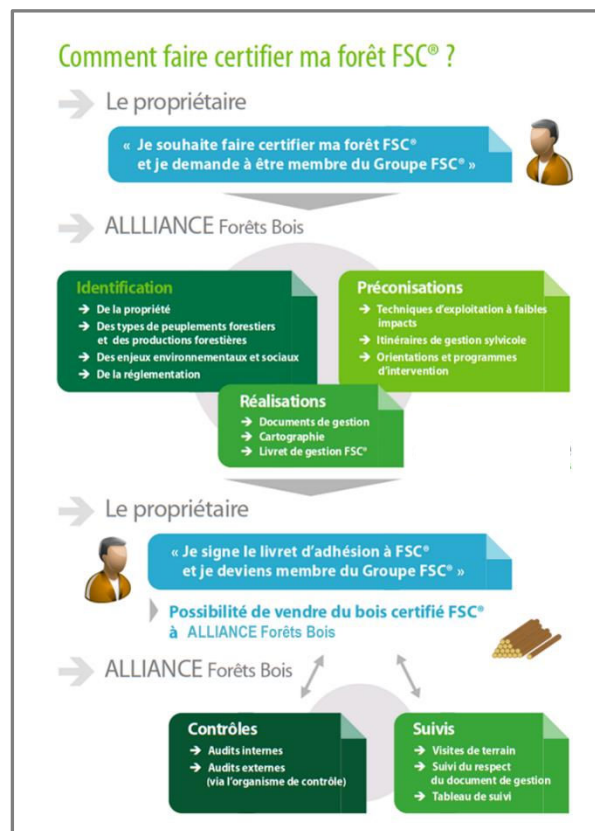 Comment faire certifier ma forêt FSC® ?
Le propriétaire
« Je souhaite faire certifier ma forêt FSC®
et je demande à être membre du Groupe FSC® »
ALLLIANCE Forêts Bois
Identification
→ De la propriété
→ Des types de peuplements forestiers
et des productions forestières
→ Des enjeux environnementaux et sociaux
→ De la réglementation
Préconisations
→ Techniques d'exploitation à faibles
impacts
→ Itinéraires de gestion sylvicole
→ Orientations et programmes
d'intervention
Réalisations
→ Documents de gestion
→ Cartographie
→ Livret de gestion FSC®
Le propriétaire
« Je signe le livret d'adhésion à FSC®
et je deviens membre du Groupe FSC® »
Possibilité de vendre du bois certifié FSC®
à ALLIANCE Forêts Bois
ALLIANCE Forêts Bois
Contrôles
→ Audits internes
→ Audits externes
(via l'organisme de contrôle)
Suivis
→ Visites de terrain
→ Suivi du respect
du document de gestion
→ Tableau de suivi